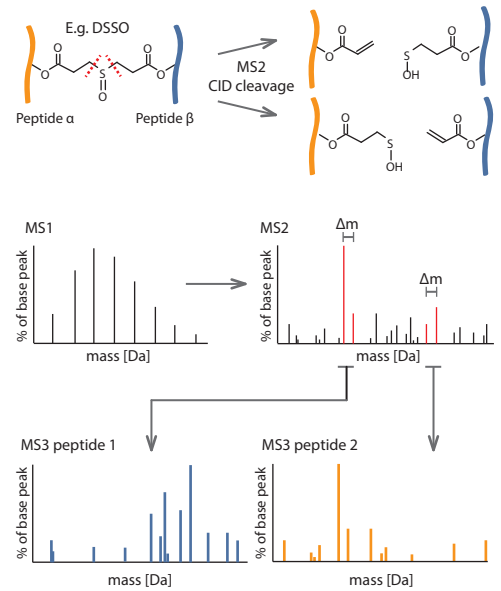 E.g. DSSO
O
O
S
O
O
O
Peptide α
Peptide β
MS2
CID cleavage
O
O
S
OH
O
O
O
O
S
OH
O
O
MS1
% of base peak
mass [Da]
MS2
Δm
Δm
% of base peak
mass [Da]
MS3 peptide 1
% of base peak
mass [Da]
MS3 peptide 2
% of base peak
mass [Da]